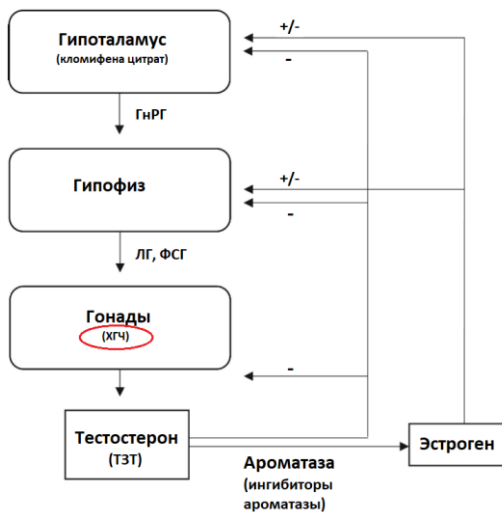 Гипоталамус
(кломифена цитрат)
+/-
-
ГнРГ
Гипофиз
+/-
-
ЛГ, ФСГ
Гонады
(ХГЧ)
-
Тестостерон
(ТЗТ)
Ароматаза
(ингибиторы
ароматазы)
Эстроген